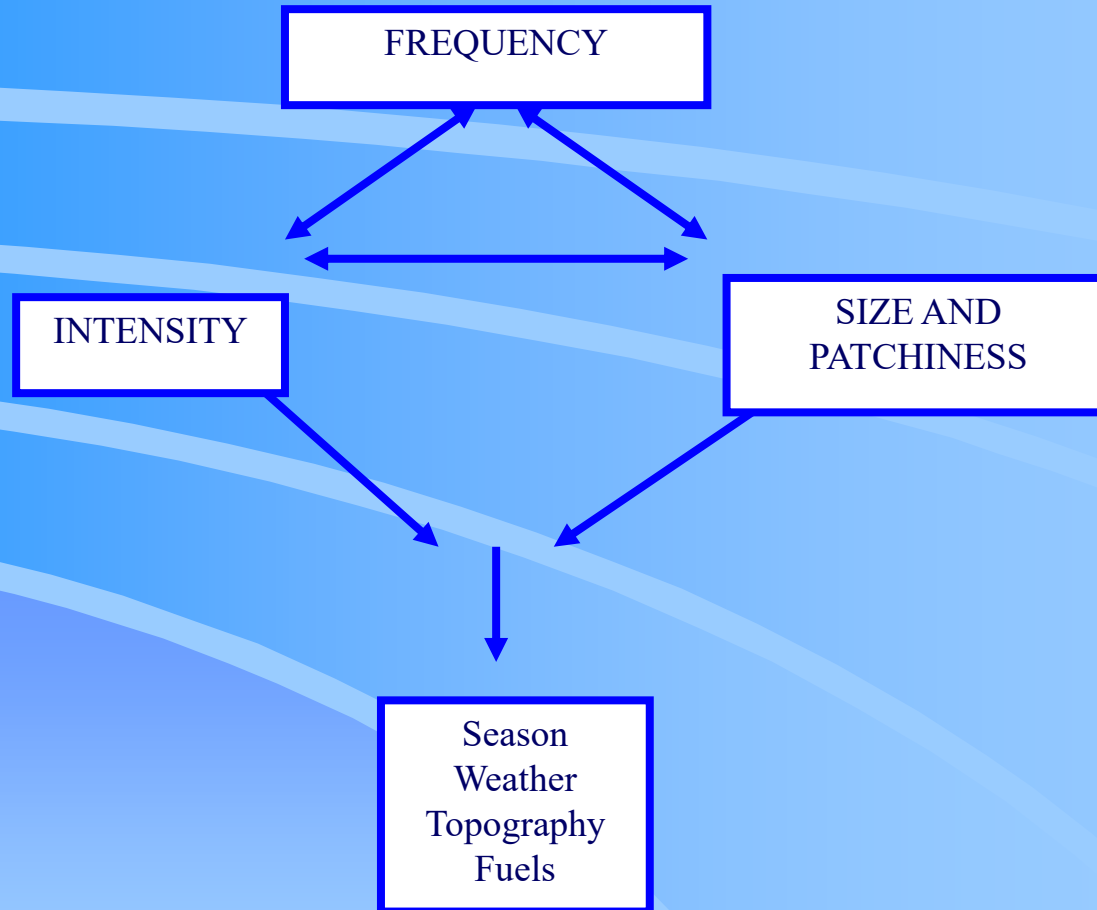 FREQUENCY
INTENSITY
SIZE AND
PATCHINESS
Season
Weather
Topography
Fuels